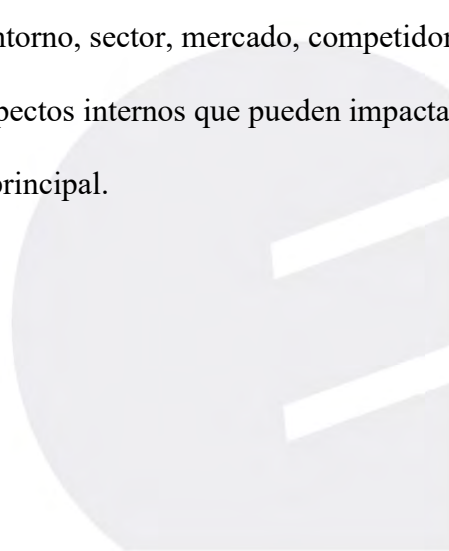 ntorno, sector, mercado, competidor
pectos internos que pueden impacta
principal.